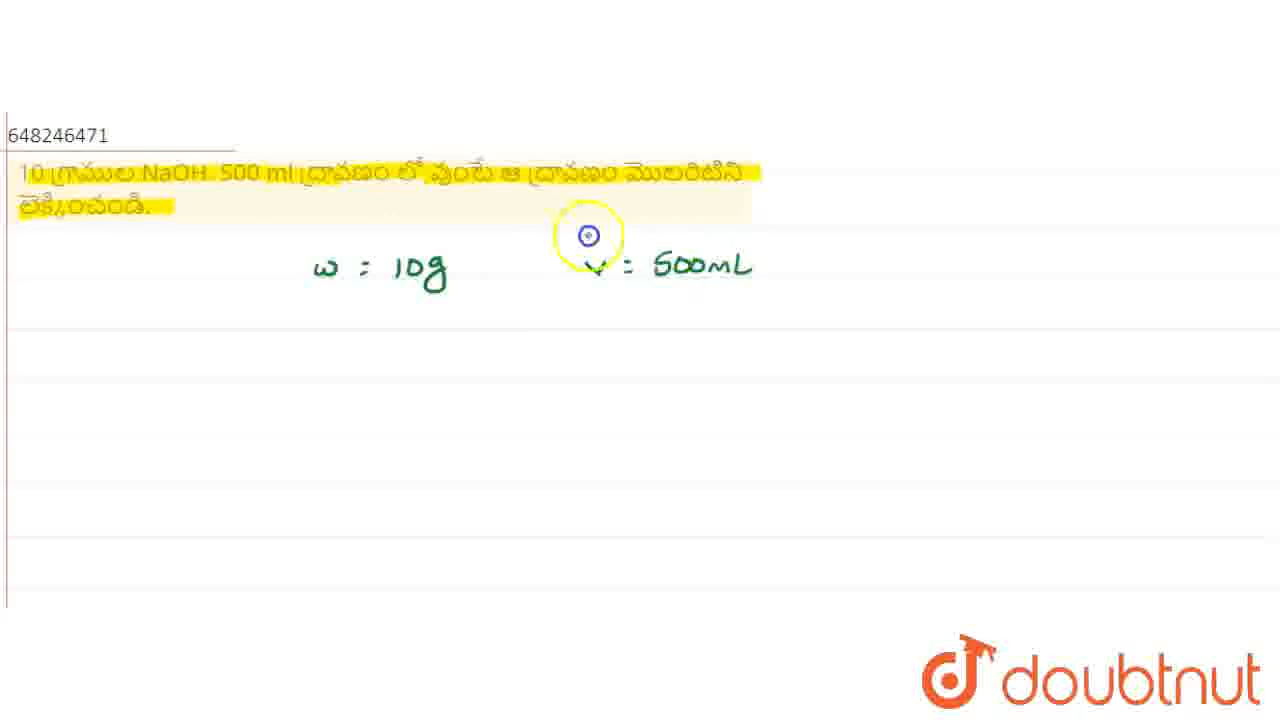 648246471
10 గ్రాముల NaOH. 500 ml ద్రావణం లో వుంటే ఆ ద్రావణం మొలారిటిని
లెక్కించండి.
w = 10g v = 500mL
doubtnut